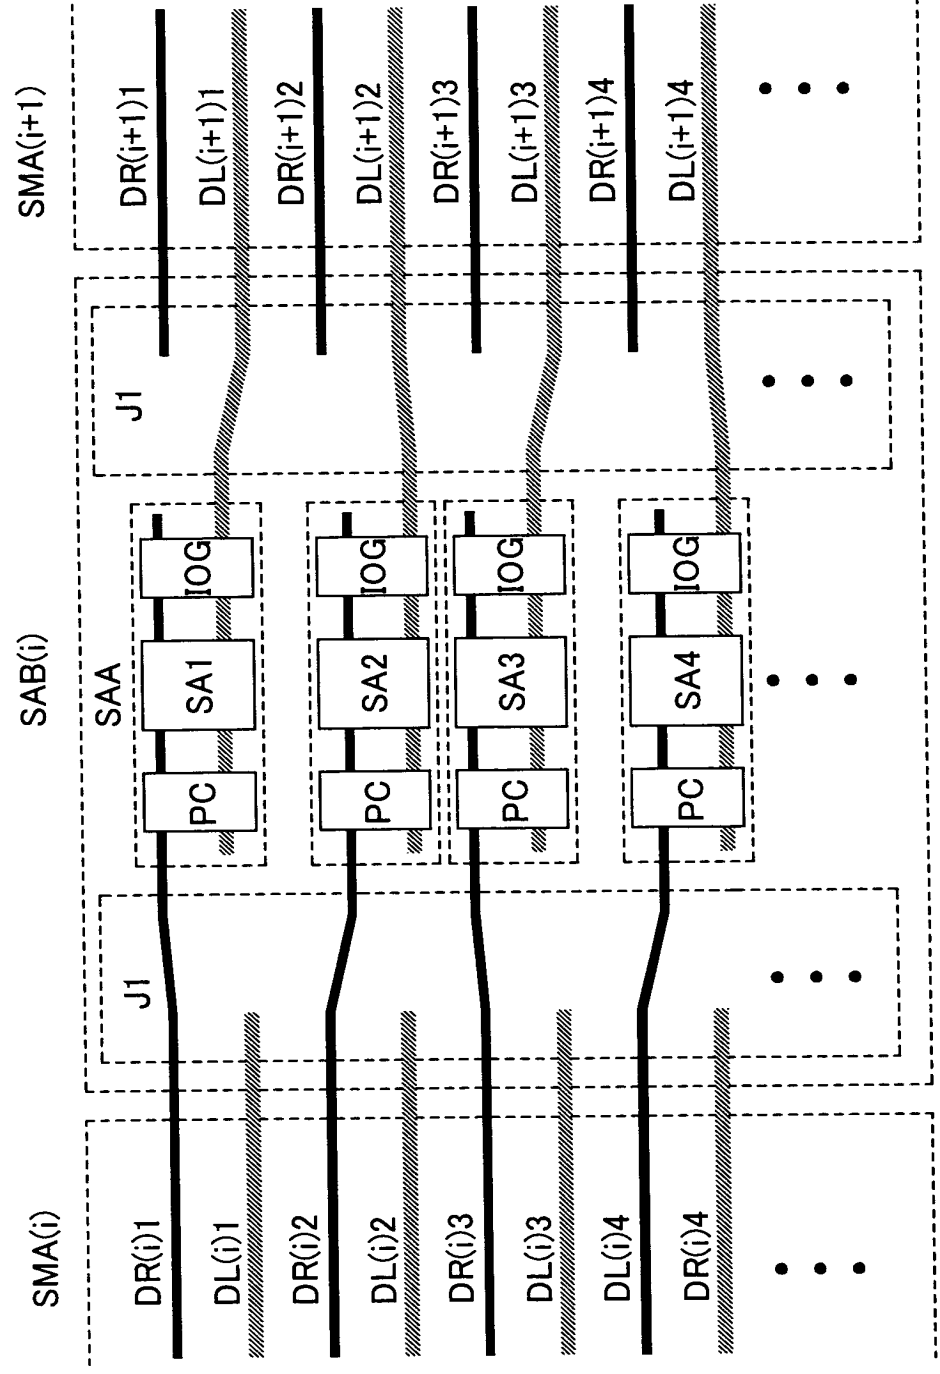 SMA(i+1)
DR(i+1)1
DL(i+1)1
DR(i+1)2
DL(i+1)2
DR(i+1)3
DL(i+1)3
DR(i+1)4
DL(i+1)4
SAB(i)
J1
SAA
IOG
SA1
PC
IOG
SA2
PC
IOG
SA3
PC
IOG
SA4
PC
J1
SMA(i)
DR(i)1
DL(i)1
DR(i)2
DL(i)2
DR(i)3
DL(i)3
DL(i)4
DR(i)4